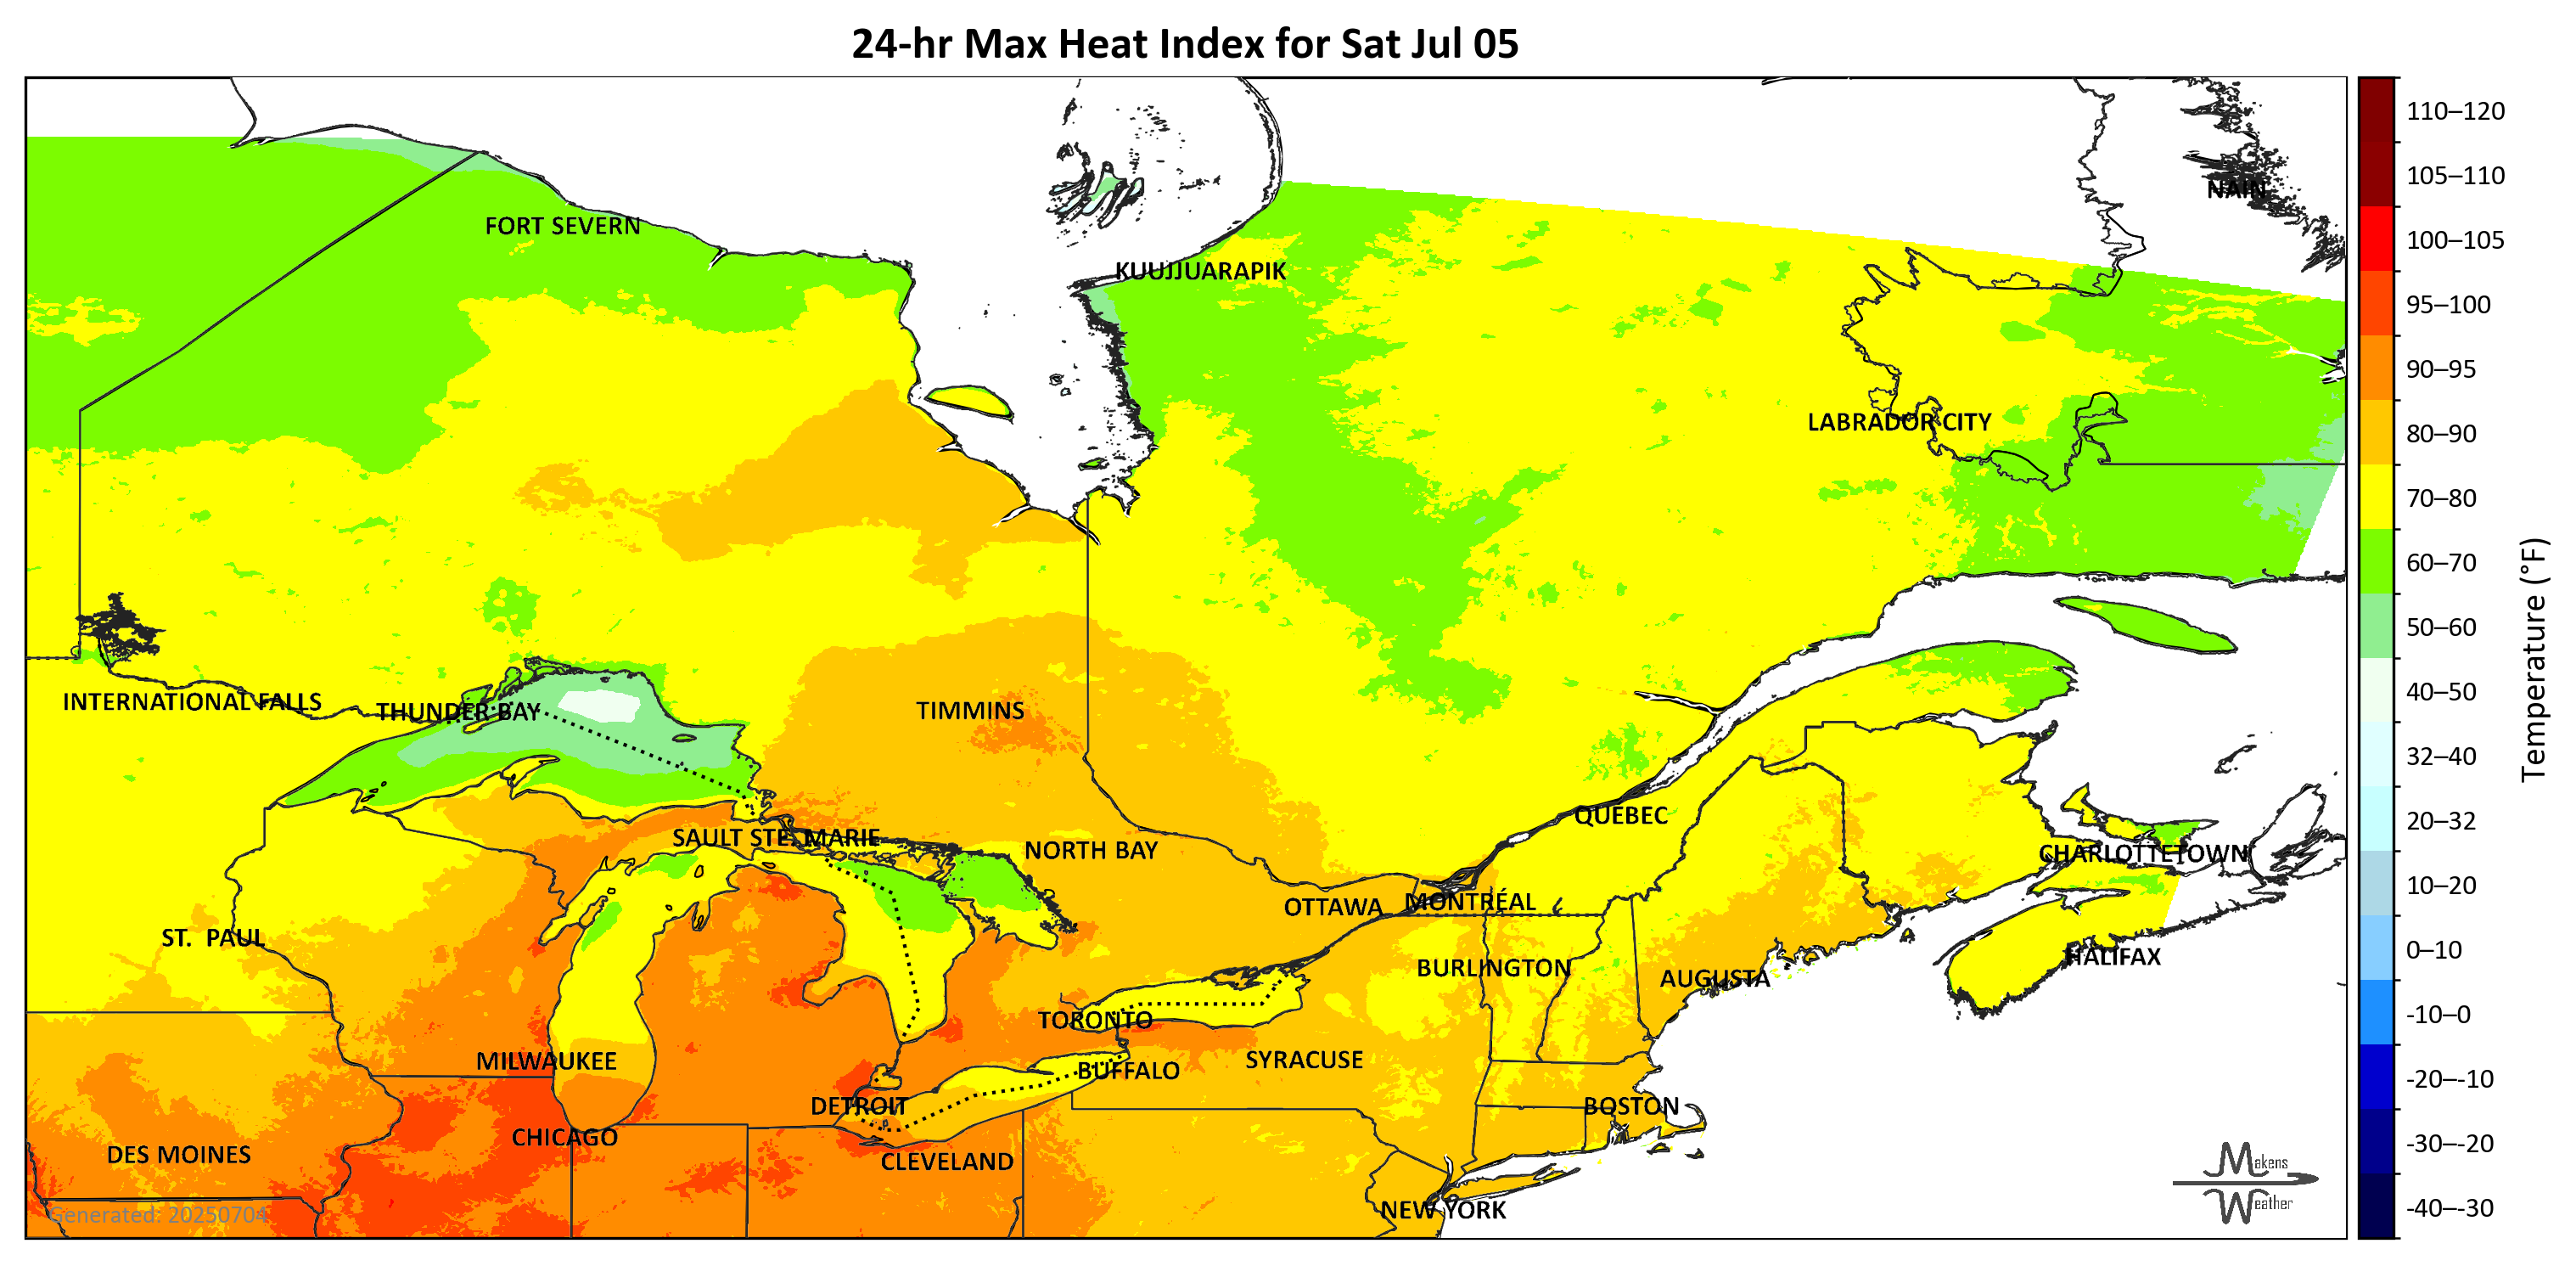 24-hr Max Heat Index for Sat Jul 05
NAIN
FORT SEVERN
KUUJJUARAPIK
LABRADOR CITY
INTERNATIONAL FALLS
THUNDER BAY
TIMMINS
QUEBEC
SAULT STE. MARIE
NORTH BAY
CHARLOTTETOWN
OTTAWA
MONTRÉAL
ST. PAUL
HALIFAX
BURLINGTON
AUGUSTA
TORONTO
MILWAUKEE
SYRACUSE
BUFFALO
DETROIT
BOSTON
CHICAGO
DES MOINES
CLEVELAND
NEW YORK
Generated: 20250704
Makens
Weather
110–120
105–110
100–105
95–100
90–95
80–90
70–80
60–70
50–60
40–50
32–40
20–32
10–20
0–10
-10–0
-20–-10
-30–-20
-40–-30
Temperature (°F)